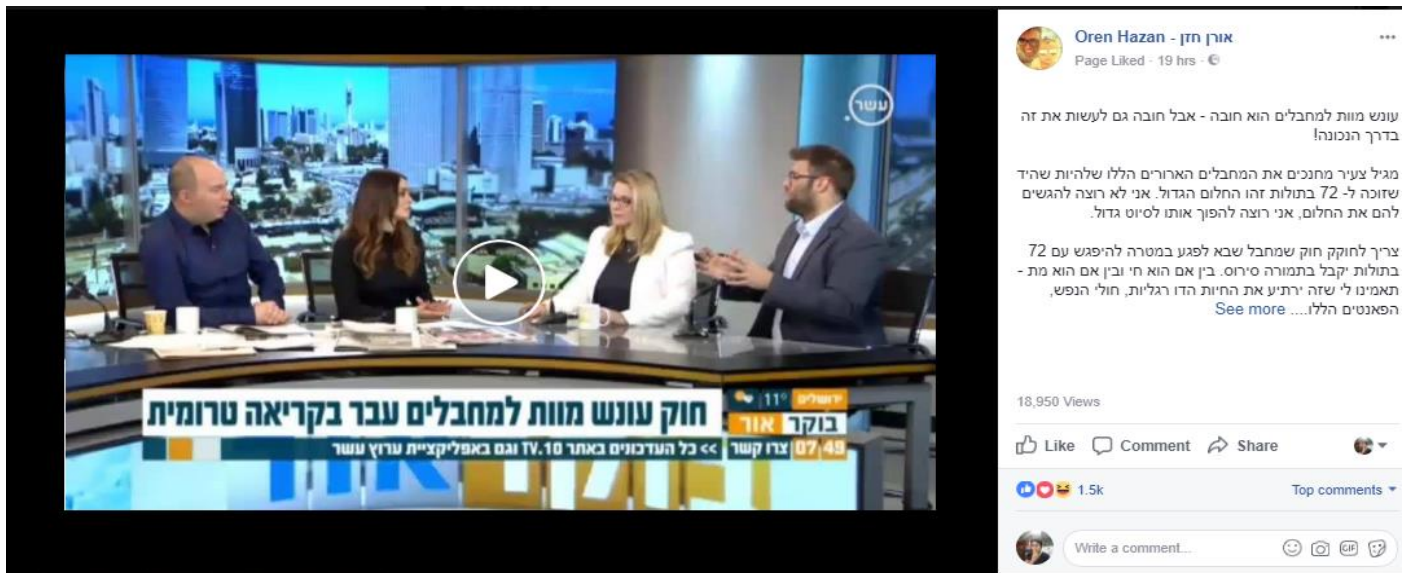 עשר.
ירושלים 11°
חוק עונש מוות למחבלים עבר בקריאה טרומית
בוקר אור
07:49 צרו קשר >> כל העדכונים באתר TV.10 וגם באפליקציית ערוץ עשר
Oren Hazan - אורן חזן
Page Liked · 19 hrs ·
עונש מוות למחבלים הוא חובה - אבל חובה גם לעשות את זה
בדרך הנכונה!
מגיל צעיר מחנכים את המחבלים הארורים הללו שלהיות שהיד
שזוכה ל- 72 בתולות זהו החלום הגדול. אני לא רוצה להגשים
להם את החלום, אני רוצה להפוך אותו לסיוט גדול.
צריך לחוקק חוק שמחבל שבא לפגע במטרה להיפגש עם 72
בתולות יקבל בתמורה סירוס. בין אם הוא חי ובין אם הוא מת -
תאמינו לי שזה ירתיע את החיות הדו רגליות, חולי הנפש,
הפאנטים הללו.... See more
18,950 Views
Like Comment Share
1.5k Top comments
Write a comment...
GIF